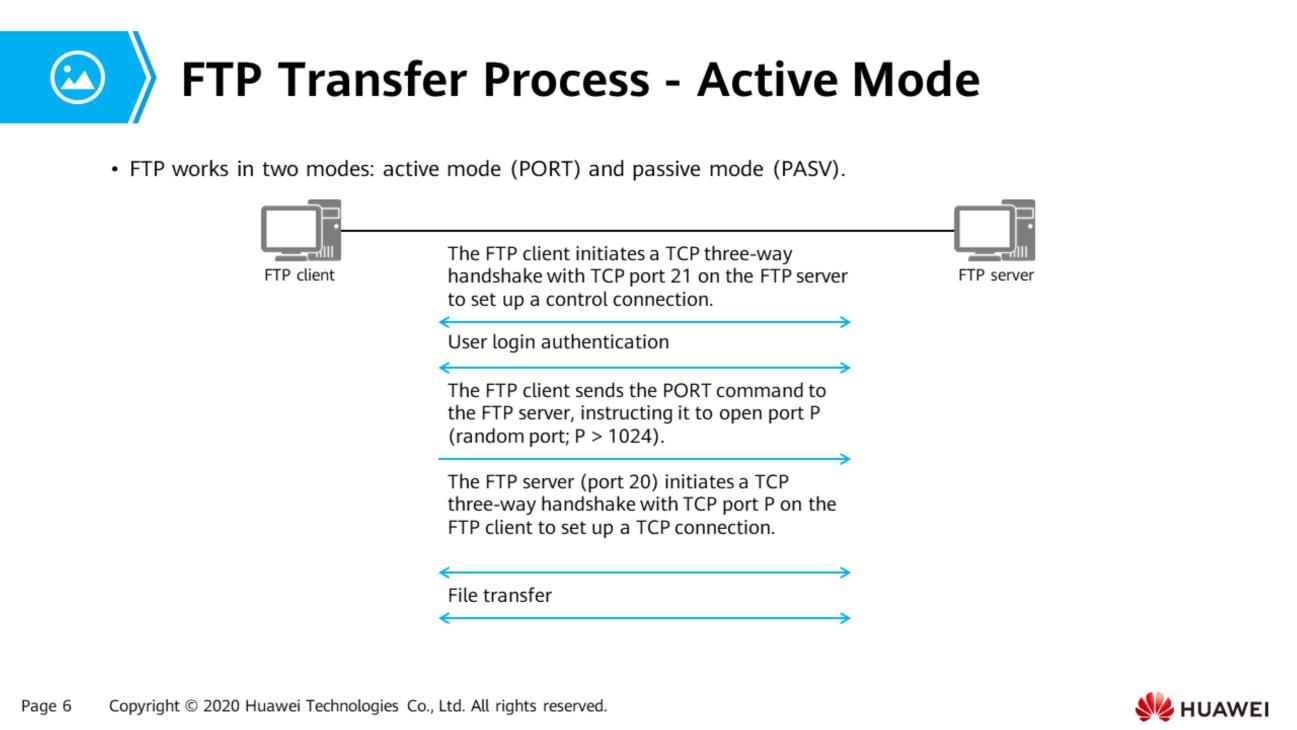 FTP Transfer Process - Active Mode
• FTP works in two modes: active mode (PORT) and passive mode (PASV).
FTP client
FTP server
The FTP client initiates a TCP three-way
handshake with TCP port 21 on the FTP server
to set up a control connection.
User login authentication
The FTP client sends the PORT command to
the FTP server, instructing it to open port P
(random port; P > 1024).
The FTP server (port 20) initiates a TCP
three-way handshake with TCP port P on the
FTP client to set up a TCP connection.
File transfer
Page 6 Copyright © 2020 Huawei Technologies Co., Ltd. All rights reserved.
HUAWEI